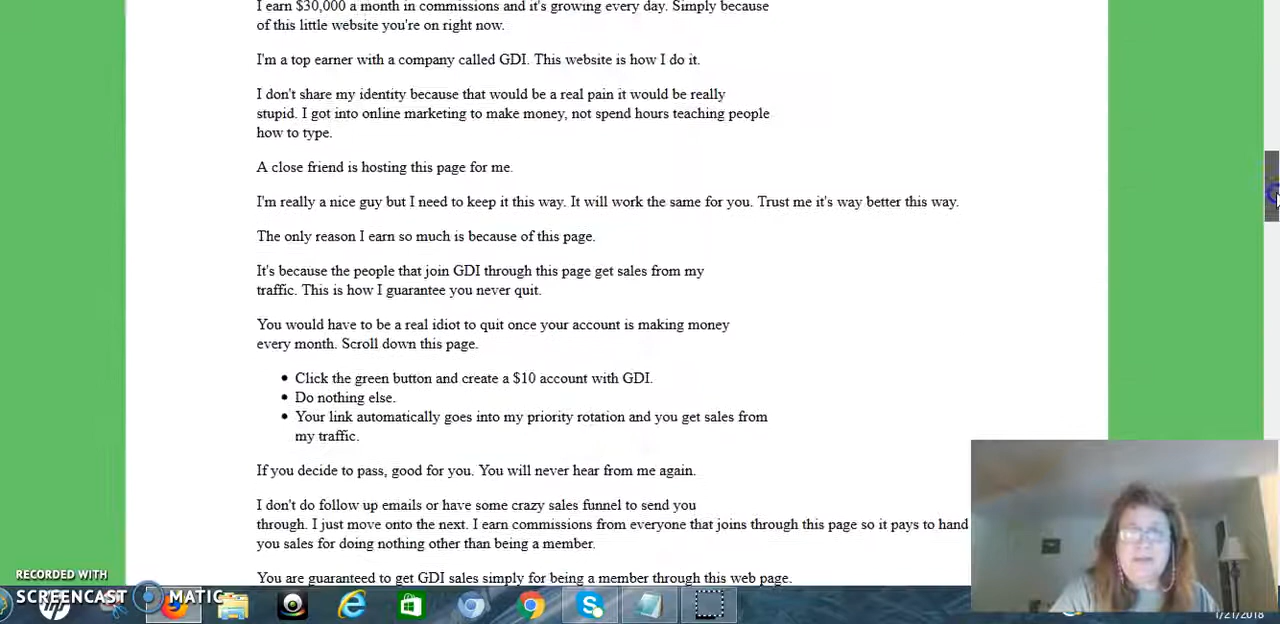 I earn $30,000 a month in commissions and it's growing every day. Simply because
of this little website you're on right now.
I'm a top earner with a company called GDI. This website is how I do it.
I don't share my identity because that would be a real pain it would be really
stupid. I got into online marketing to make money, not spend hours teaching people
how to type.
A close friend is hosting this page for me.
I'm really a nice guy but I need to keep it this way. It will work the same for you. Trust me it's way better this way.
The only reason I earn so much is because of this page.
It's because the people that join GDI through this page get sales from my
traffic. This is how I guarantee you never quit.
You would have to be a real idiot to quit once your account is making money
every month. Scroll down this page.
• Click the green button and create a $10 account with GDI.
• Do nothing else.
• Your link automatically goes into my priority rotation and you get sales from
my traffic.
If you decide to pass, good for you. You will never hear from me again.
I don't do follow up emails or have some crazy sales funnel to send you
through. I just move onto the next. I earn commissions from everyone that joins through this page so it pays to hand
you sales for doing nothing other than being a member.
You are guaranteed to get GDI sales simply for being a member through this web page.
RECORDED WITH
SCREENCAST MATIC
1/21/2018